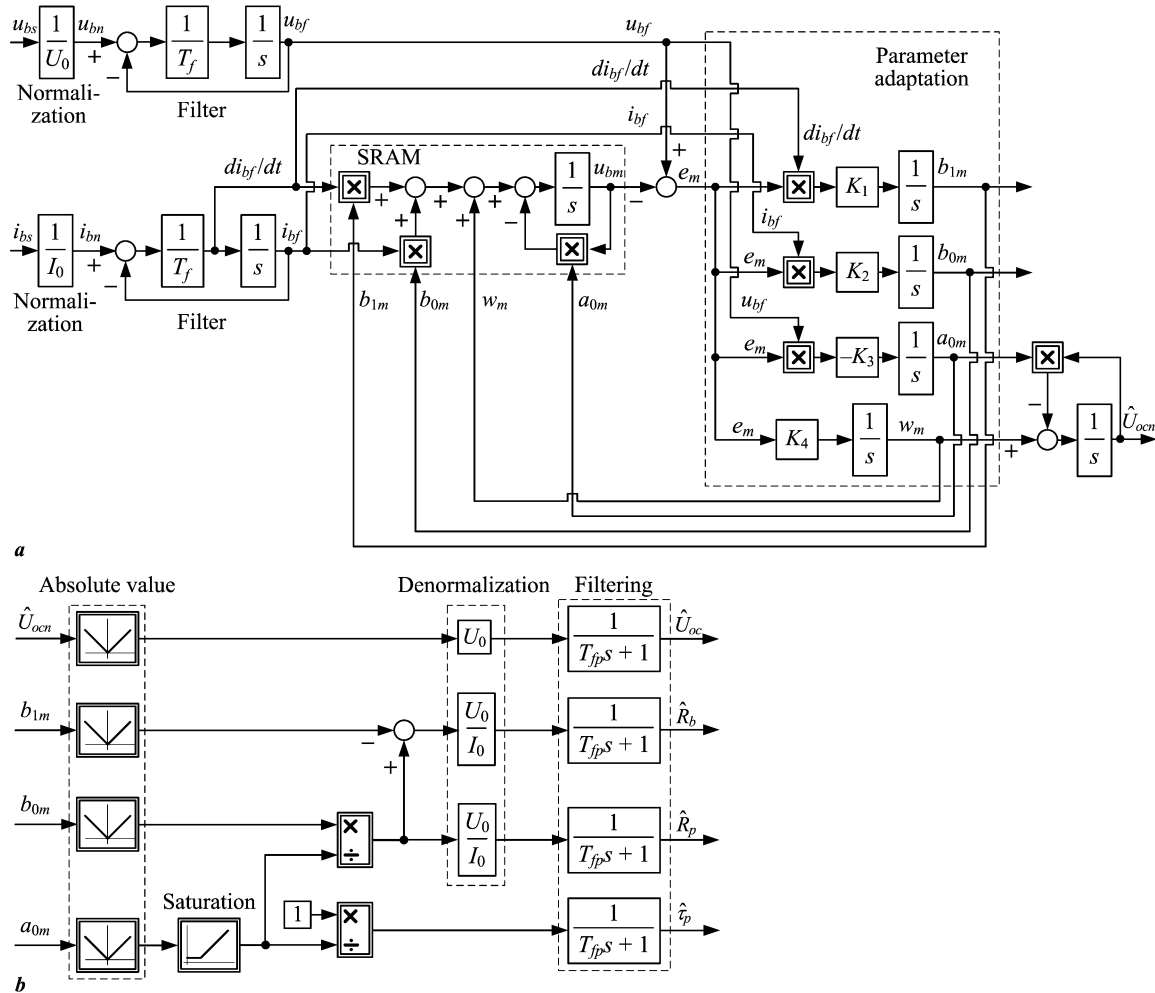 u_bs 1/U_0 u_bn + − 1/T_f 1/s u_bf u_bf
Normali-
zation
Filter
Parameter
adaptation
di_bf/dt
i_bf
di_bf/dt
di_bf/dt SRAM u_bm − + e_m
1/s K_1 1/s b_1m
+ + + + + −
i_bs 1/I_0 i_bn + − 1/T_f 1/s i_bf
i_bf
e_m K_2 1/s b_0m
Normali-
zation
Filter
b_1m b_0m w_m a_0m
u_bf
e_m −K_3 1/s a_0m
e_m K_4 1/s w_m + − 1/s Û_ocn
a
Absolute value Denormalization Filtering
Û_ocn U_0 1/(T_fp s + 1) Û_oc
b_1m − + U_0/I_0 1/(T_fp s + 1) R̂_b
b_0m × ÷ U_0/I_0 1/(T_fp s + 1) R̂_p
Saturation
a_0m 1 × ÷ 1/(T_fp s + 1) τ̂_p
b